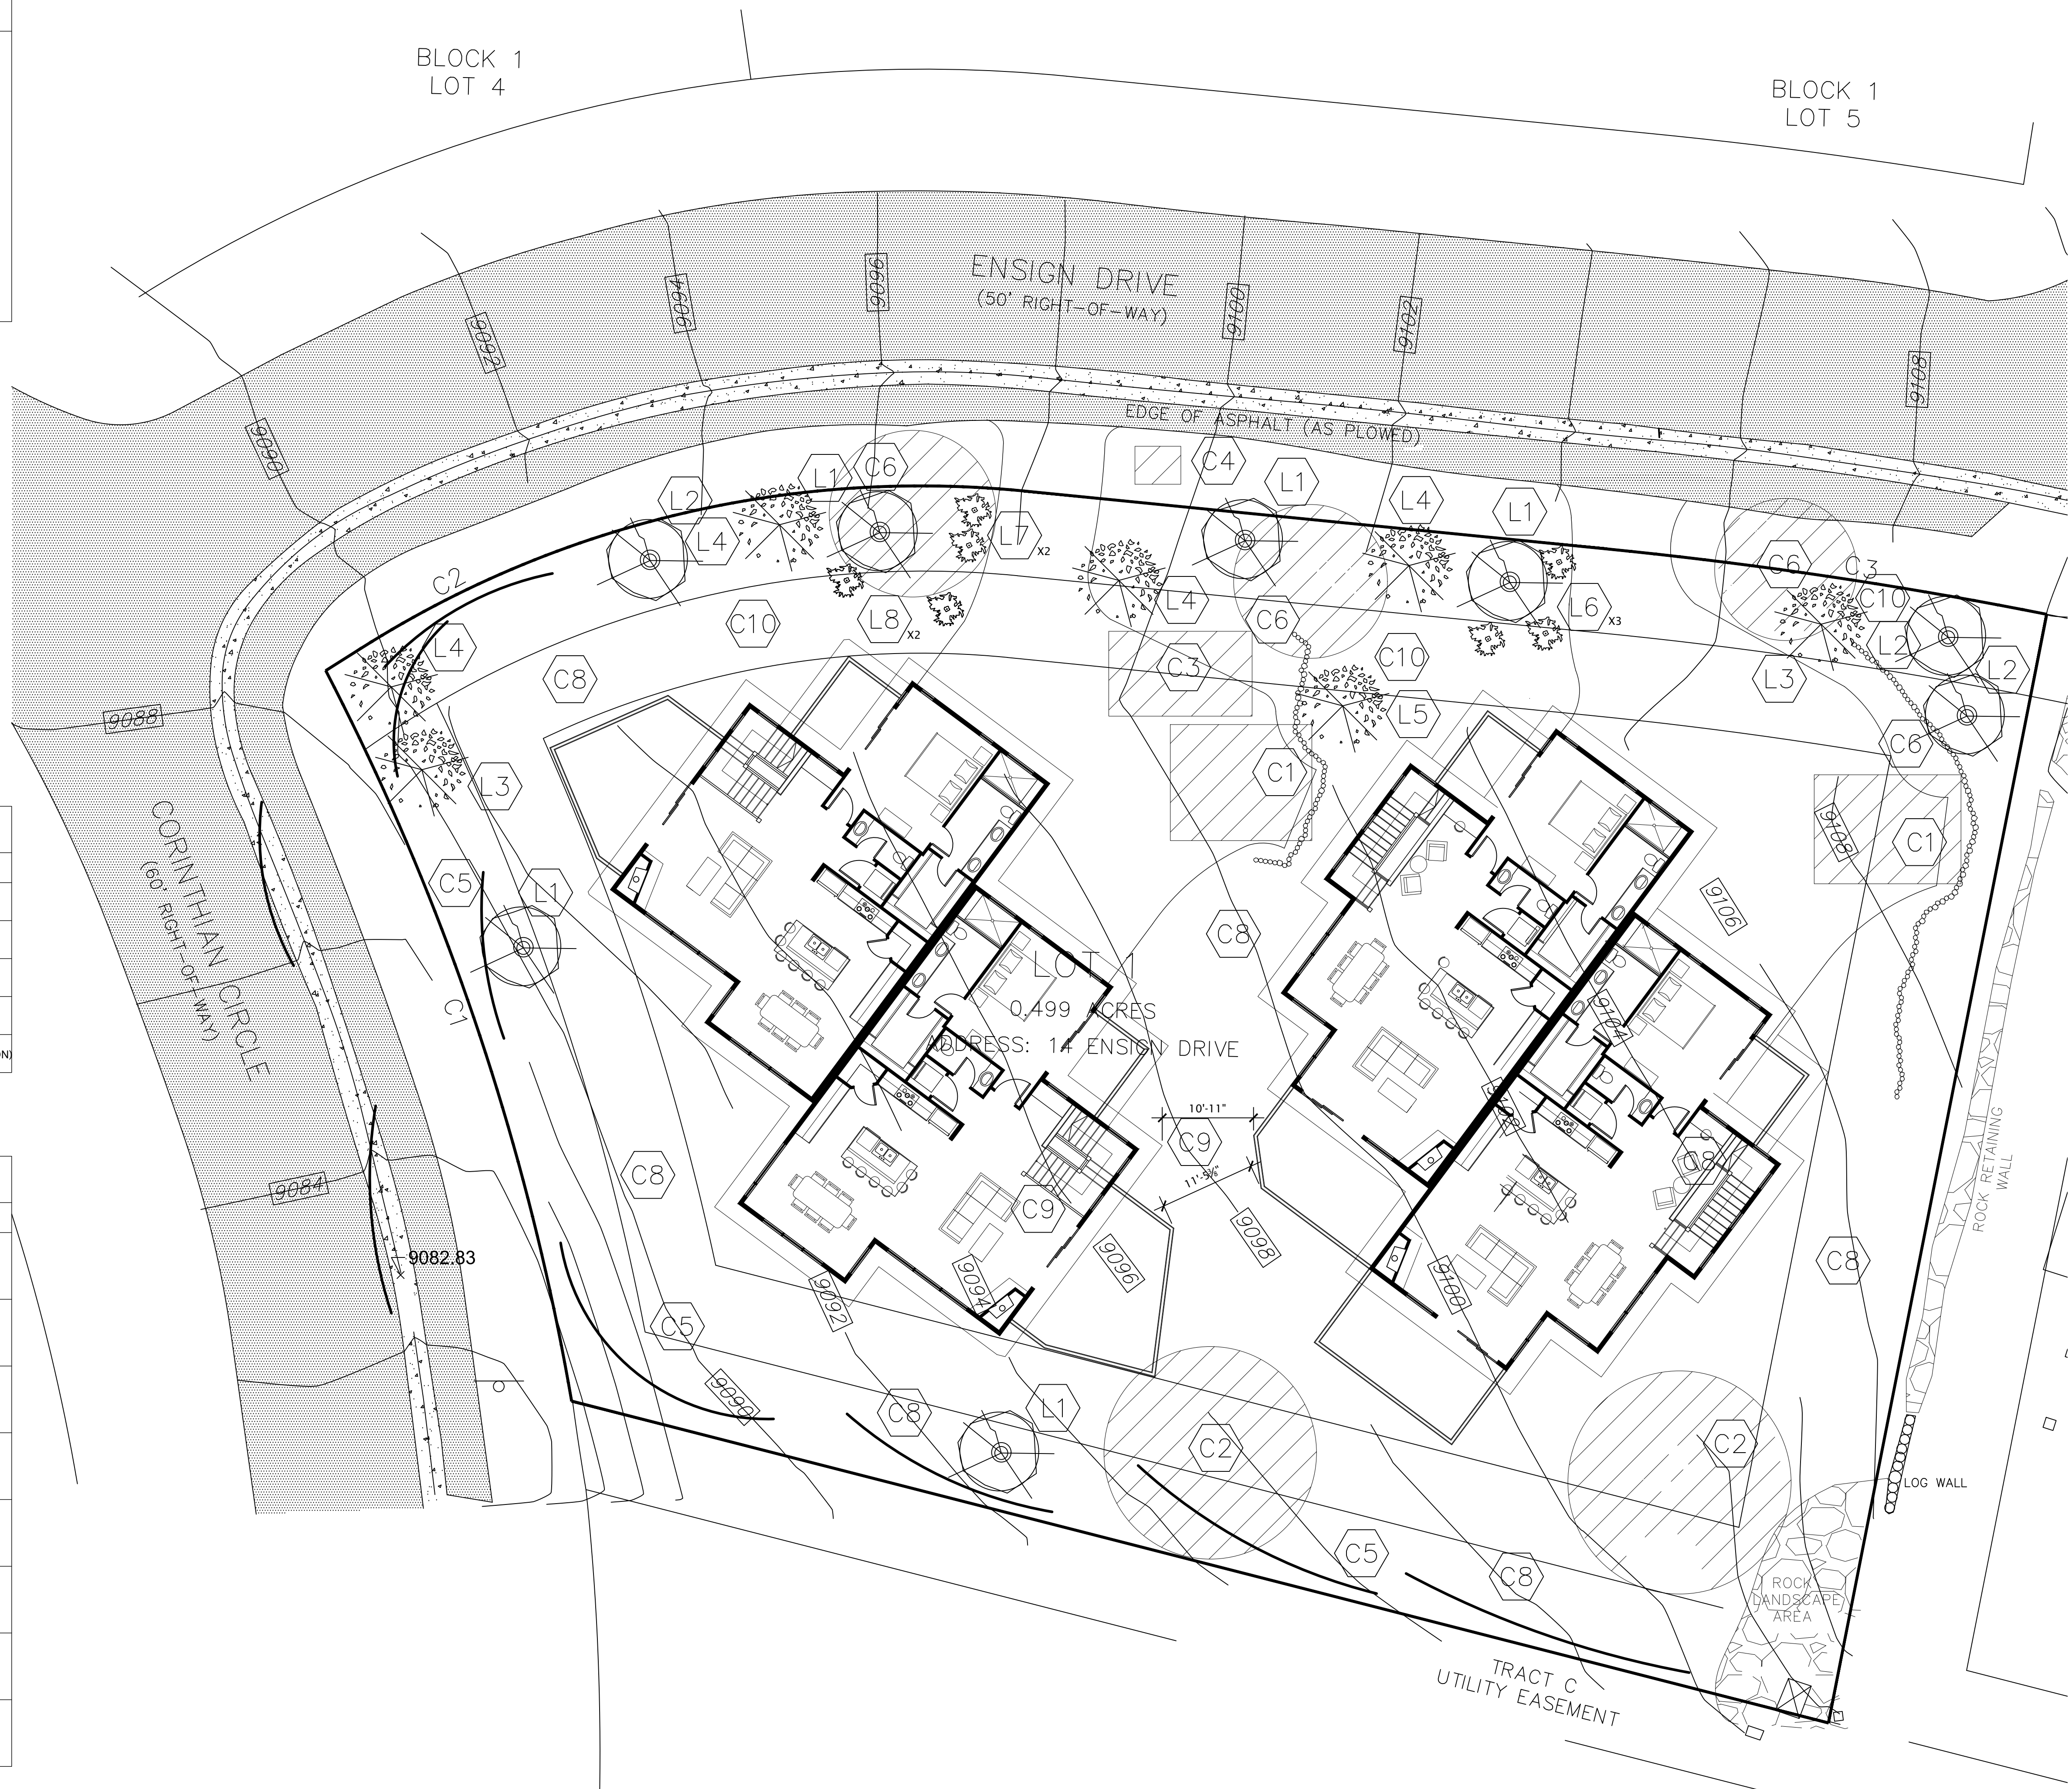 BLOCK 1
LOT 4
BLOCK 1
LOT 5
ENSIGN DRIVE
(50' RIGHT-OF-WAY)
9096
9094
9092
9090
9100
9102
9108
EDGE OF ASPHALT (AS PLOWED)
L2
L4
L1
C6
L7
X2
C4
L1
L4
L1
C6
C3
C10
L2
L2
L3
C2
L4
C8
C10
L8
X2
L4
C6
C3
C10
L6
X3
L5
C1
C6
C1
9108
9088
L3
C5
L1
CORINTHIAN CIRCLE
(60' RIGHT-OF-WAY)
C1
C8
9106
9104
LOT 1
0.499 ACRES
ADDRESS: 14 ENSIGN DRIVE
ON)
10'-11"
C9
9102
C8
C8
9084
C9
9098
9096
C8
ROCK RETAINING
WALL
9082.83
9092
9094
9100
C5
9090
C8
L1
C2
C2
LOG WALL
C5
C8
ROCK
LANDSCAPE
AREA
TRACT C
UTILITY EASEMENT